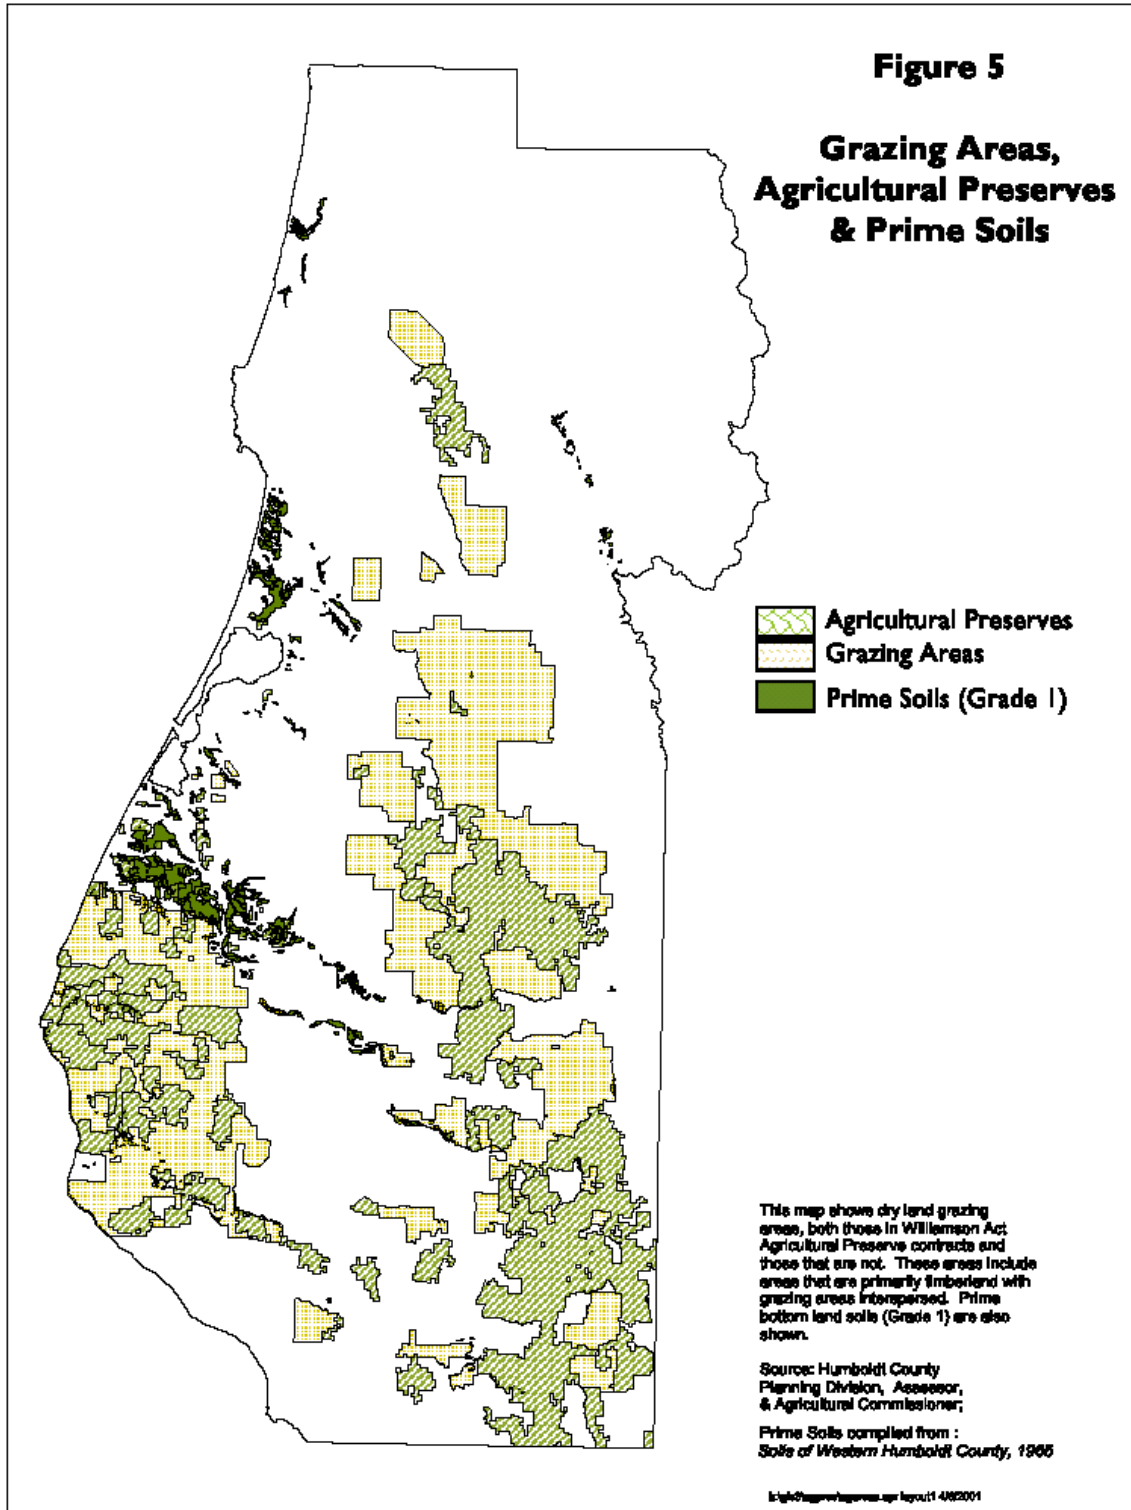 Figure 5
Grazing Areas,
Agricultural Preserves
& Prime Soils
Agricultural Preserves
Grazing Areas
Prime Soils (Grade 1)
This map shows dry land grazing
areas, both those in Williamson Act
Agricultural Preserve contracts and
those that are not. These areas include
areas that are primarily timberland with
grazing areas interspersed. Prime
bottom land soils (Grade 1) are also
shown.
Source: Humboldt County
Planning Division, Assessor,
& Agricultural Commissioner;
Prime Soils compiled from :
Soils of Western Humboldt County, 1965